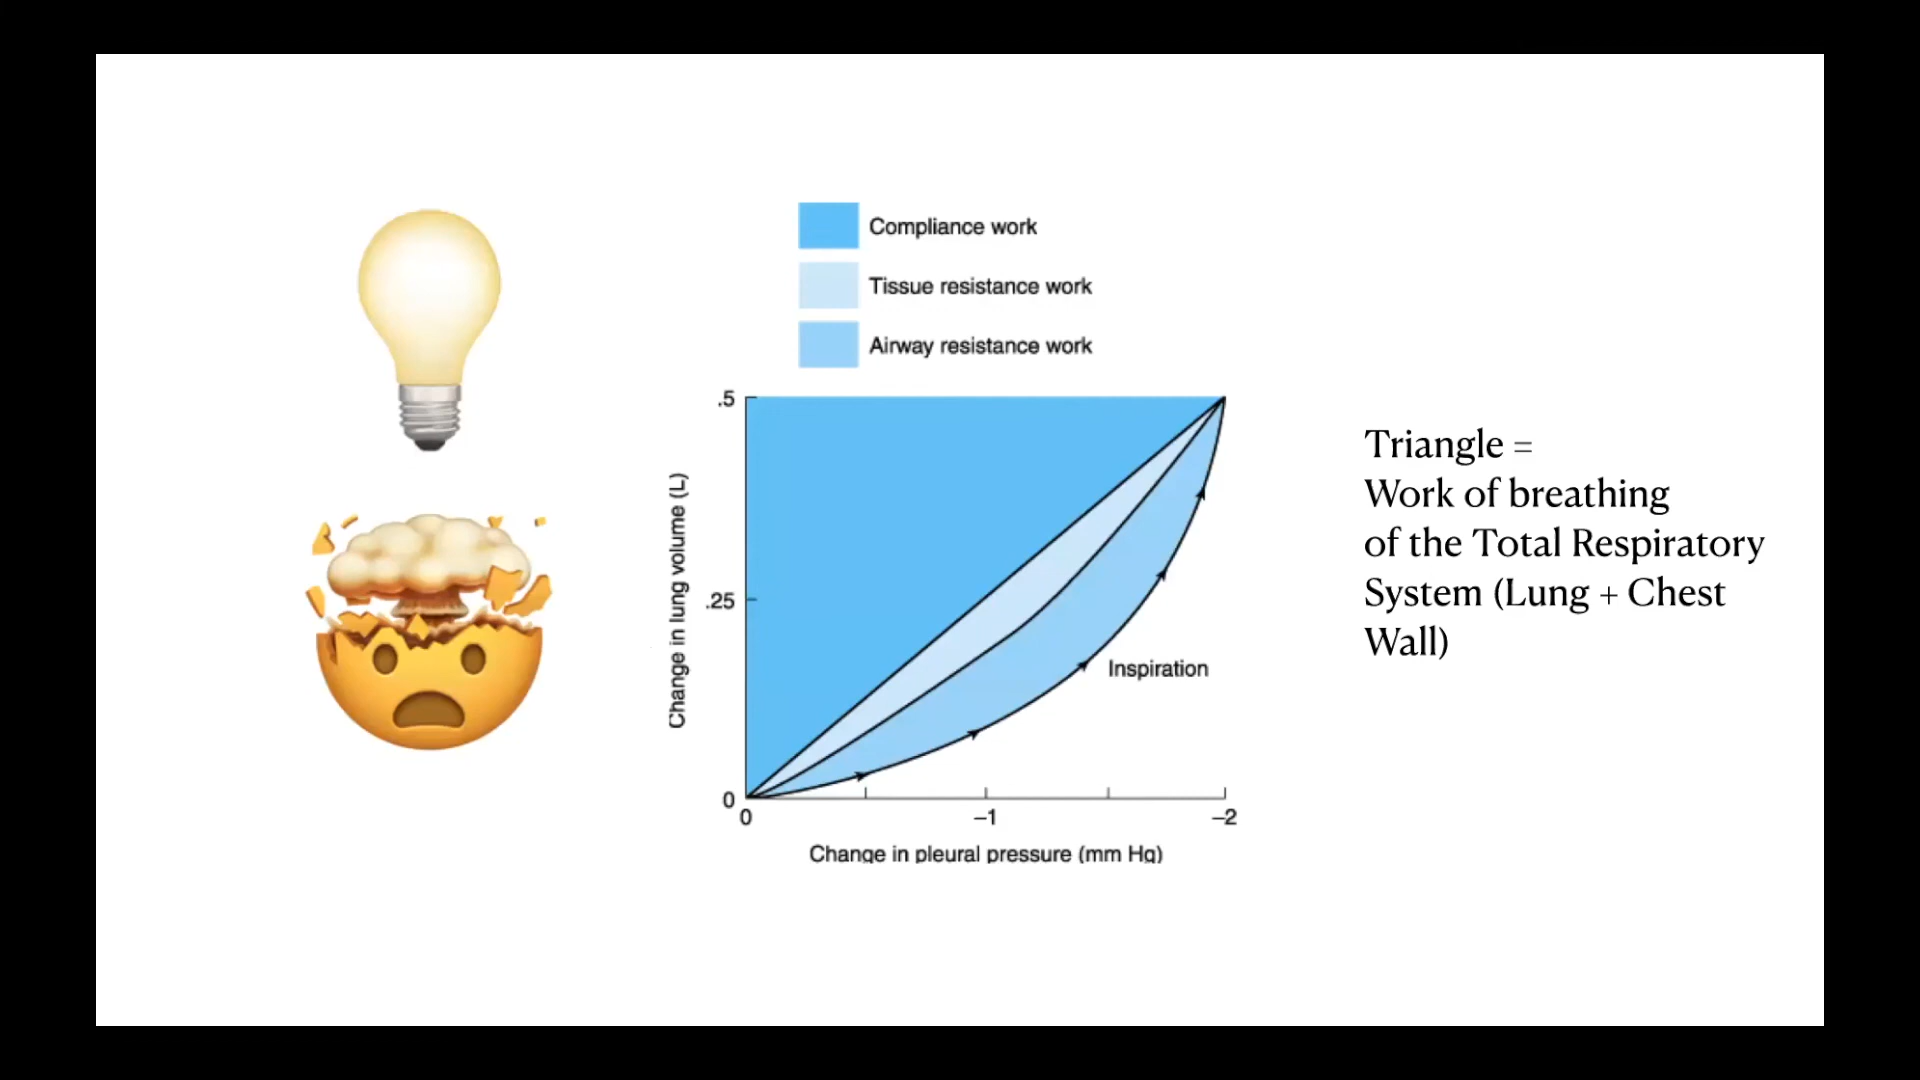 Compliance work
Tissue resistance work
Airway resistance work
.5
.25
0
Change in lung volume (L)
Inspiration
0
–1
–2
Change in pleural pressure (mm Hg)
Triangle =
Work of breathing
of the Total Respiratory
System (Lung + Chest
Wall)